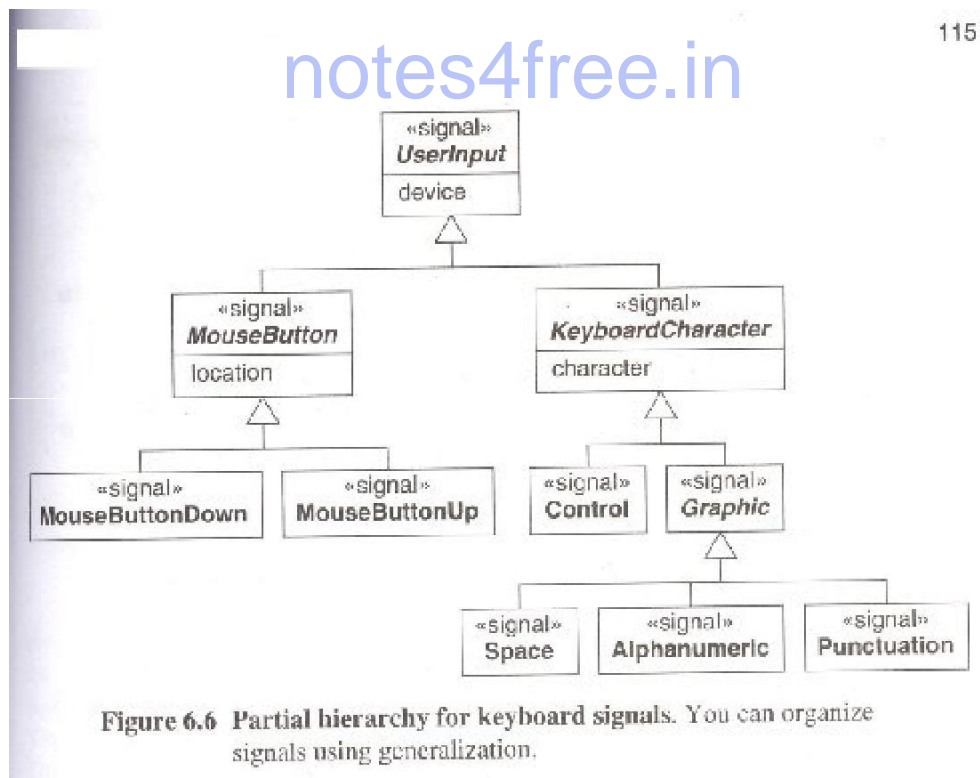 115
notes4free.in
«signal»
UserInput
device
«signal»
MouseButton
location
«signal»
KeyboardCharacter
character
«signal»
MouseButtonDown
«signal»
MouseButtonUp
«signal»
Control
«signal»
Graphic
«signal»
Space
«signal»
Alphanumeric
«signal»
Punctuation
Figure 6.6 Partial hierarchy for keyboard signals. You can organize
signals using generalization.